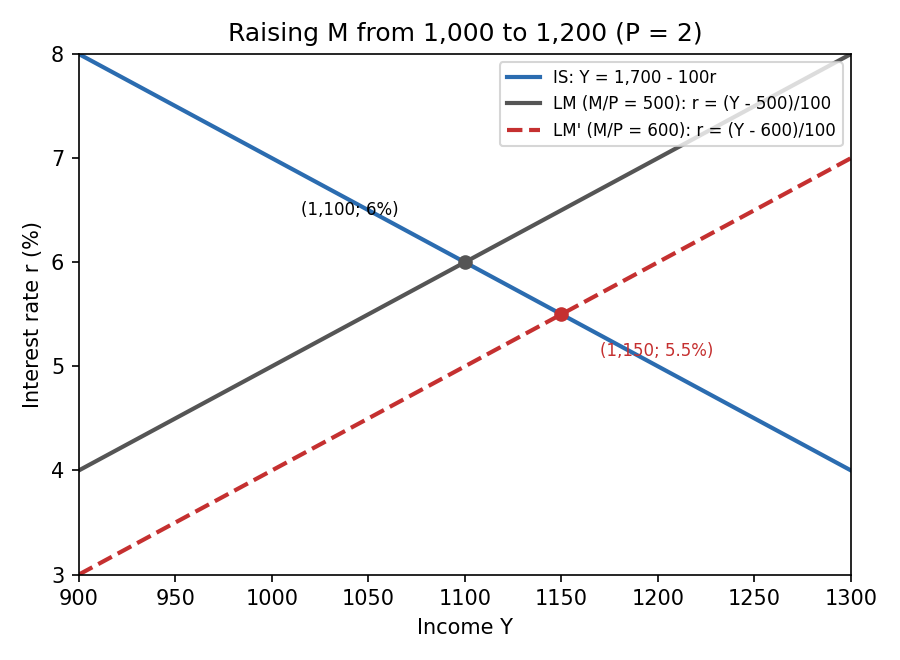 Raising M from 1,000 to 1,200 (P = 2)
IS: Y = 1,700 - 100r
LM (M/P = 500): r = (Y - 500)/100
LM' (M/P = 600): r = (Y - 600)/100
Interest rate r (%)
8
7
6
5
4
3
(1,100; 6%)
(1,150; 5.5%)
900 950 1000 1050 1100 1150 1200 1250 1300
Income Y